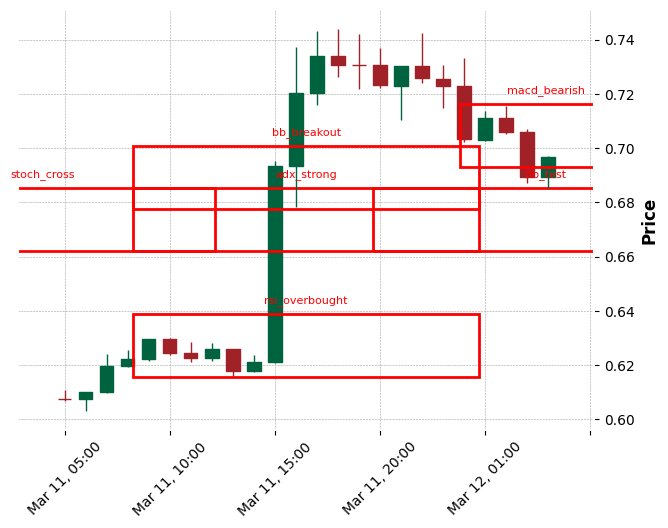 0.74
macd_bearish
0.72
bb_breakout
0.70
stoch_cross
adx_strong
0.68
Price
0.66
rsi_overbought
0.64
0.62
0.60
Mar 11, 05:00
Mar 11, 10:00
Mar 11, 15:00
Mar 11, 20:00
Mar 12, 01:00